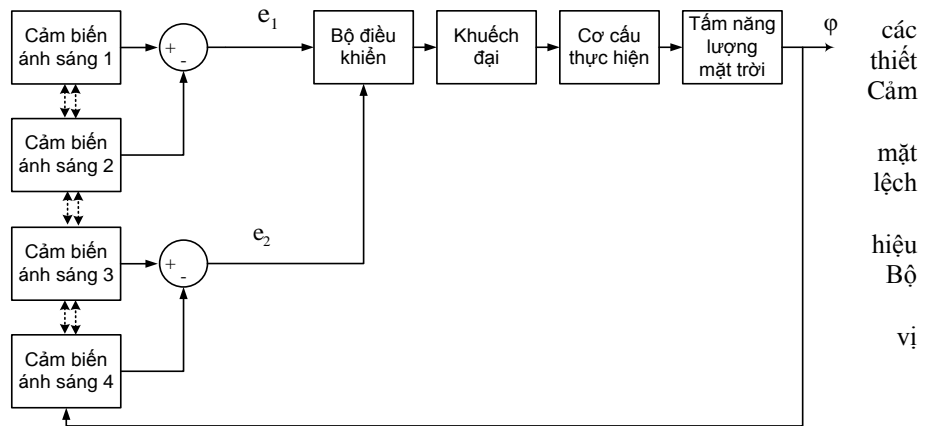 Cảm biến
ánh sáng 1
+
-
e1
Bộ điều
khiển
Khuếch
đại
Cơ cấu
thực hiện
Tấm năng
lượng
mặt trời
φ
Cảm biến
ánh sáng 2
Cảm biến
ánh sáng 3
+
-
e2
Cảm biến
ánh sáng 4
các
thiết
Cảm
mặt
lệch
hiệu
Bộ
vị